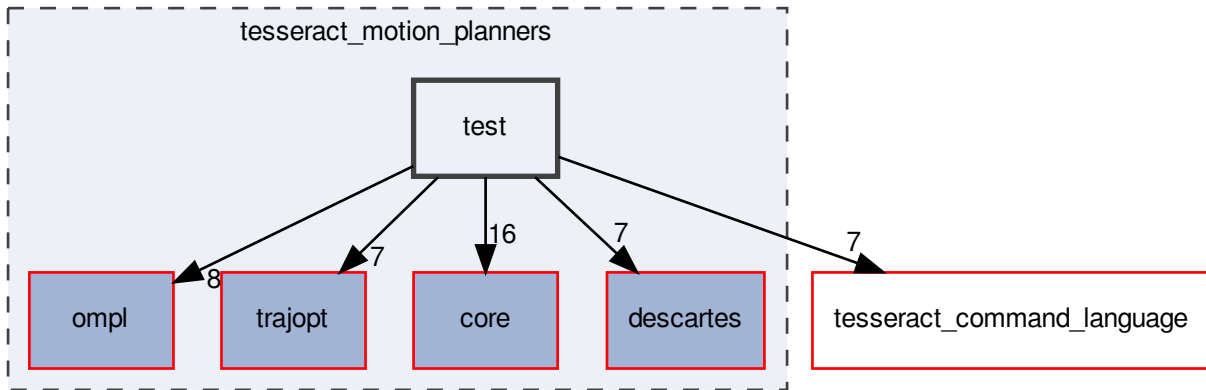 tesseract_motion_planners
test
8
7
16
7
7
ompl
trajopt
core
descartes
tesseract_command_language